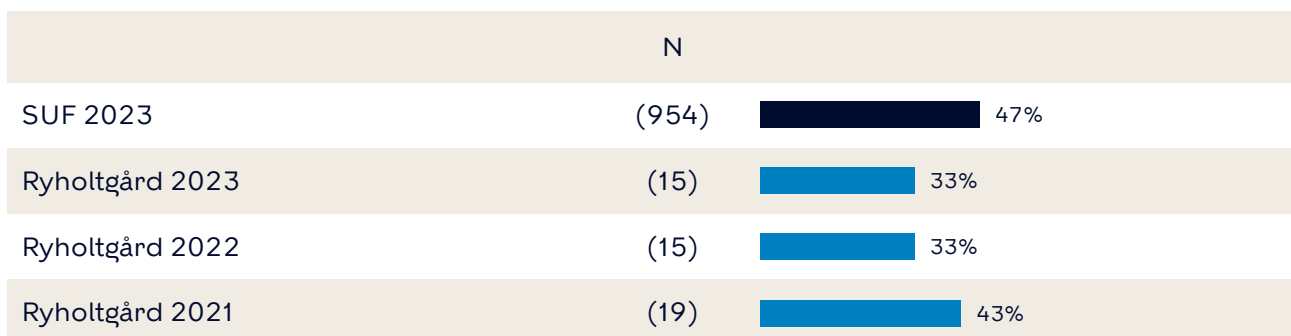 N
SUF 2023 (954) 47%
Ryholtgård 2023 (15) 33%
Ryholtgård 2022 (15) 33%
Ryholtgård 2021 (19) 43%